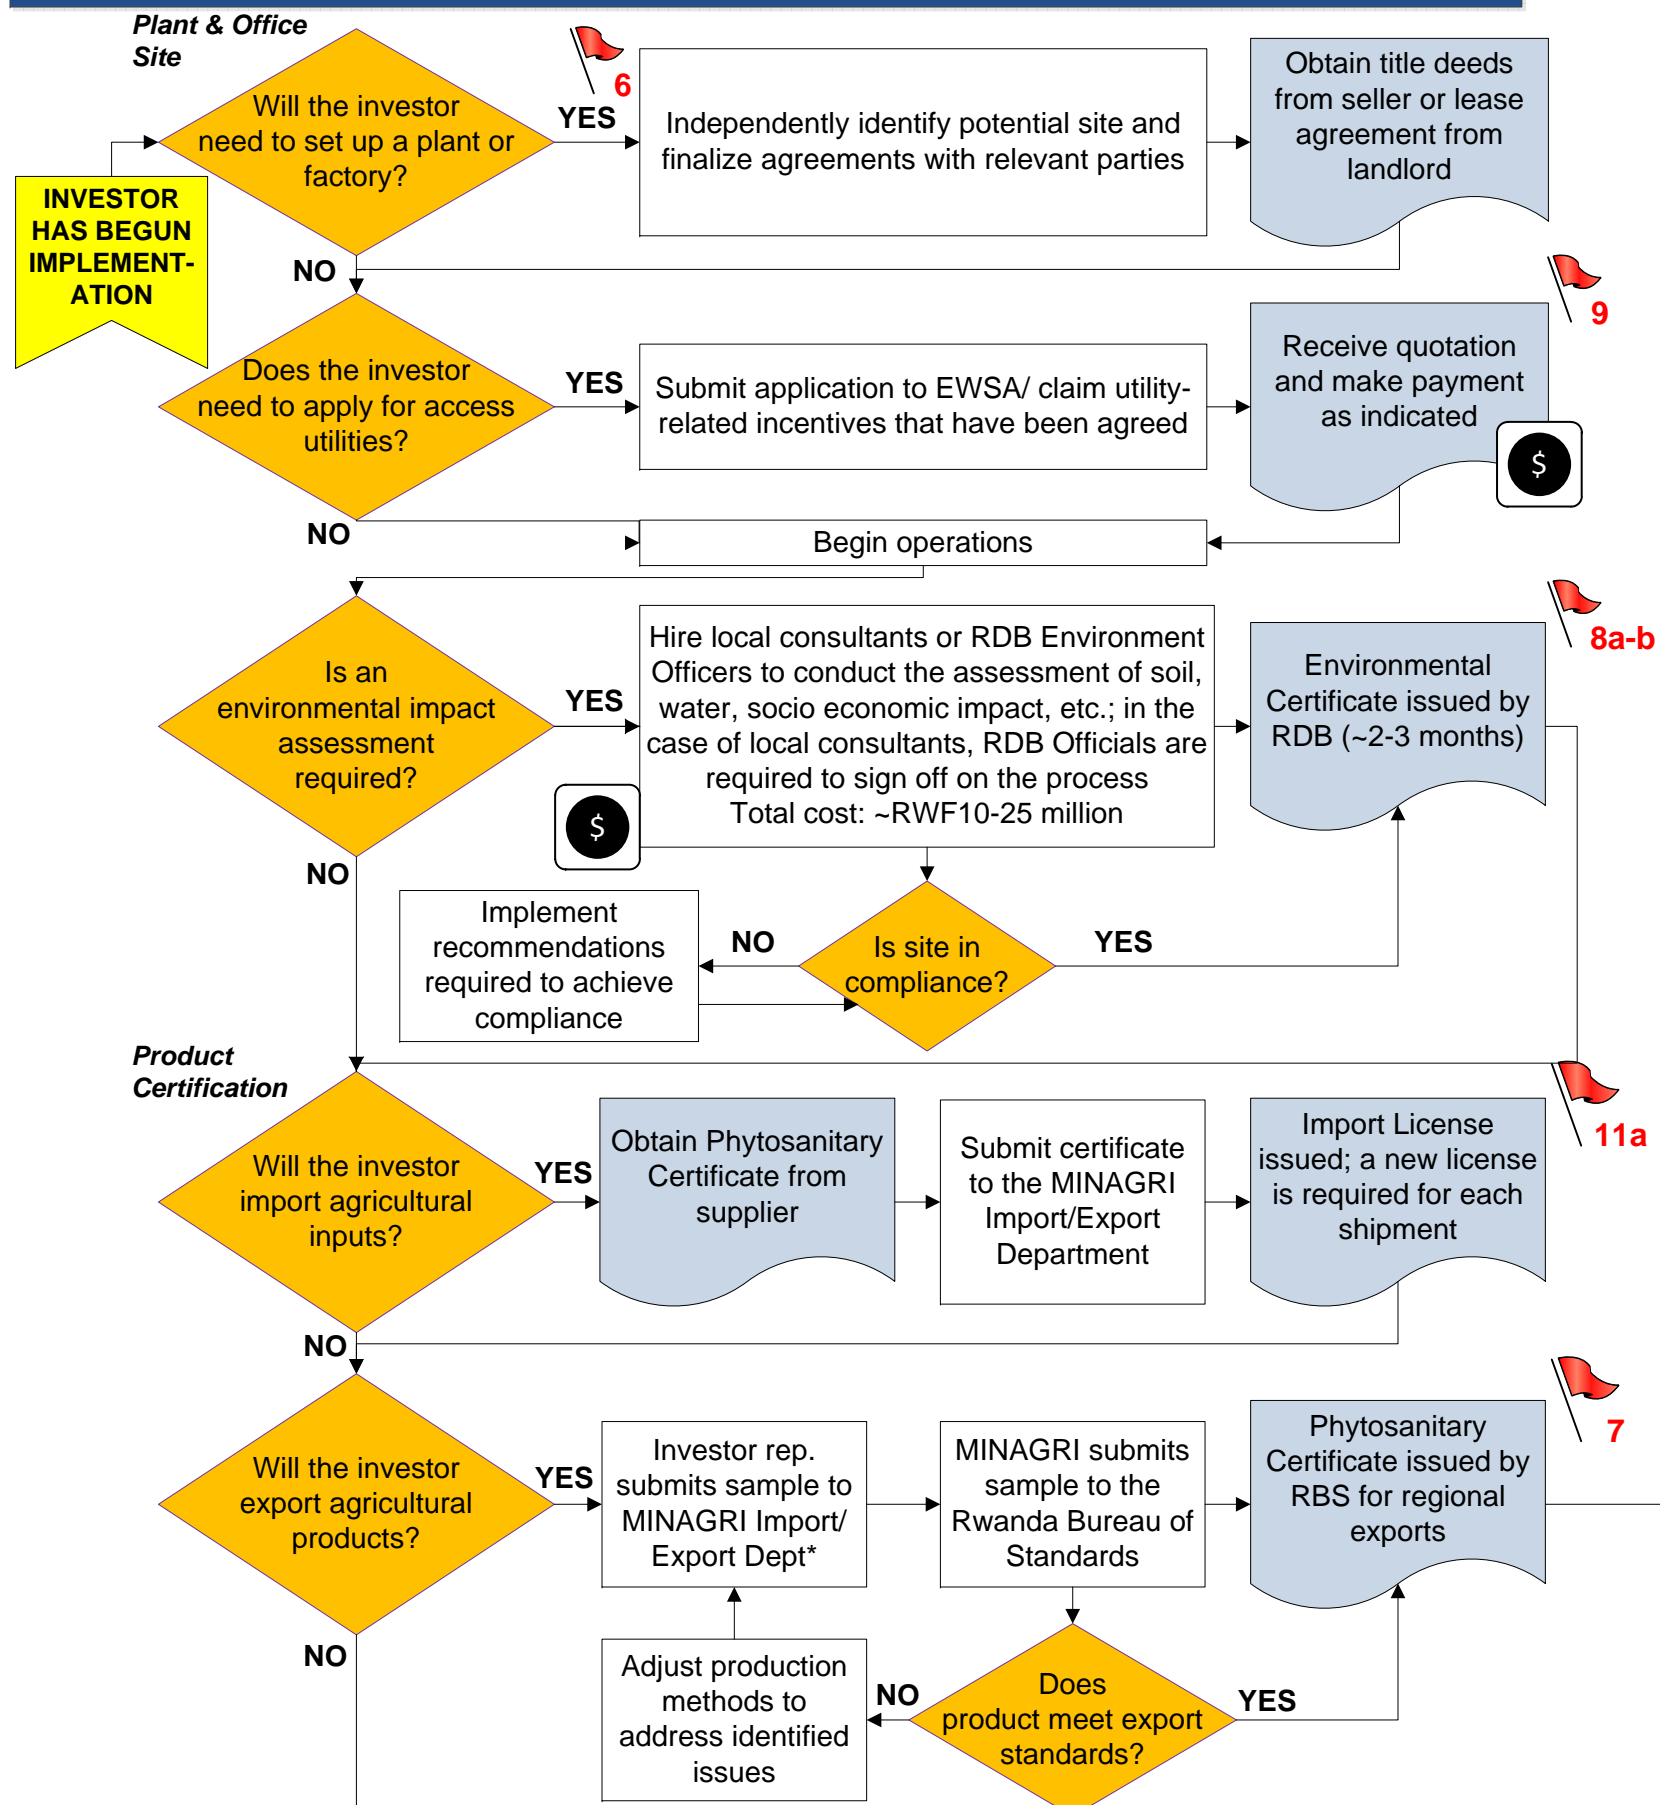 Plant & Office
Site
6
Will the investor
need to set up a plant or
factory?
YES
Independently identify potential site and
finalize agreements with relevant parties
Obtain title deeds
from seller or lease
agreement from
landlord
INVESTOR
HAS BEGUN
IMPLEMENT-
ATION
NO
9
Does the investor
need to apply for access
utilities?
YES
Submit application to EWSA/ claim utility-
related incentives that have been agreed
Receive quotation
and make payment
as indicated
$
NO
Begin operations
8a-b
Is an
environmental impact
assessment
required?
YES
Hire local consultants or RDB Environment
Officers to conduct the assessment of soil,
water, socio economic impact, etc.; in the
case of local consultants, RDB Officials are
required to sign off on the process
Total cost: ~RWF10-25 million
$
Environmental
Certificate issued by
RDB (~2-3 months)
NO
Implement
recommendations
required to achieve
compliance
NO
Is site in
compliance?
YES
Product
Certification
11a
Will the investor
import agricultural
inputs?
YES
Obtain Phytosanitary
Certificate from
supplier
Submit certificate
to the MINAGRI
Import/Export
Department
Import License
issued; a new license
is required for each
shipment
NO
7
Will the investor
export agricultural
products?
YES
Investor rep.
submits sample to
MINAGRI Import/
Export Dept*
MINAGRI submits
sample to the
Rwanda Bureau of
Standards
Phytosanitary
Certificate issued by
RBS for regional
exports
NO
Adjust production
methods to
address identified
issues
NO
Does
product meet export
standards?
YES